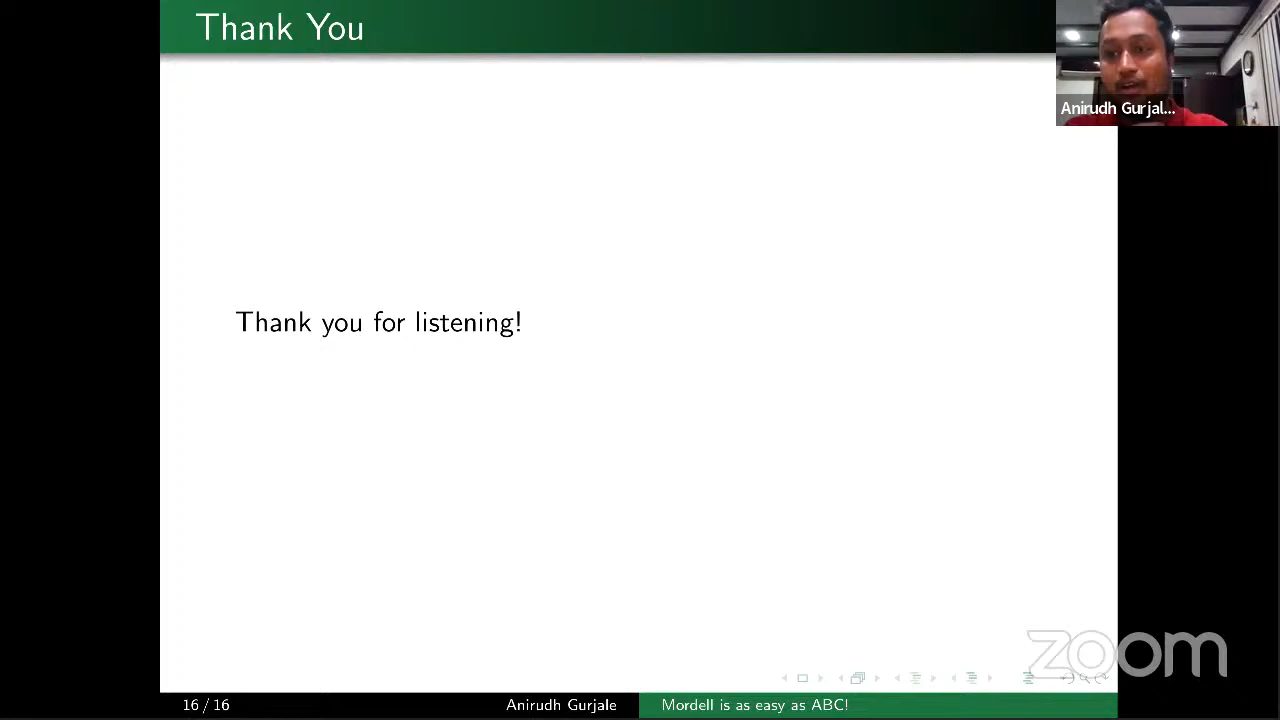 Thank You
Anirudh Gurjal...
Thank you for listening!
zoom
16 / 16
Anirudh Gurjale
Mordell is as easy as ABC!